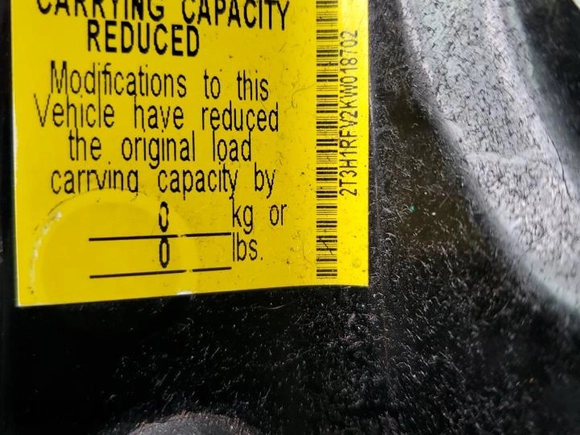 CARRYING CAPACITY
REDUCED
Modifications to this
Vehicle have reduced
the original load
carrying capacity by
8 kg or
0 lbs.
2T3H1RFV2KW018702